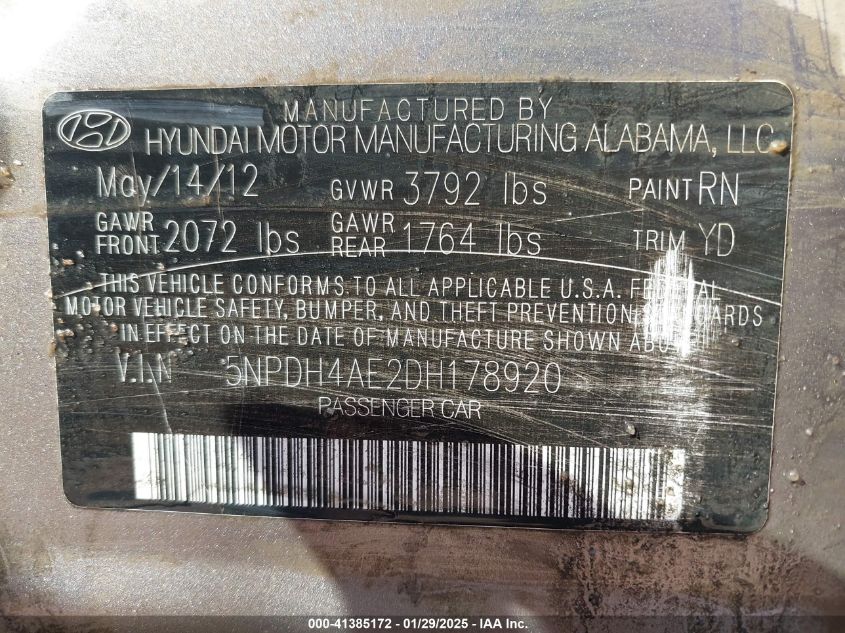 MANUFACTURED BY
HYUNDAI MOTOR MANUFACTURING ALABAMA, LLC
May/14/12 GVWR 3792 lbs PAINT RN
GAWR FRONT 2072 lbs GAWR REAR 1764 lbs TRIM YD
THIS VEHICLE CONFORMS TO ALL APPLICABLE U.S.A.
MOTOR VEHICLE SAFETY, BUMPER, AND THEFT PREVENTION
IN EFFECT ON THE DATE OF MANUFACTURE SHOWN
V.I.N 5NPDH4AE2DH178920
PASSENGER CAR
000-41385172 - 01/29/2025 - IAA Inc.